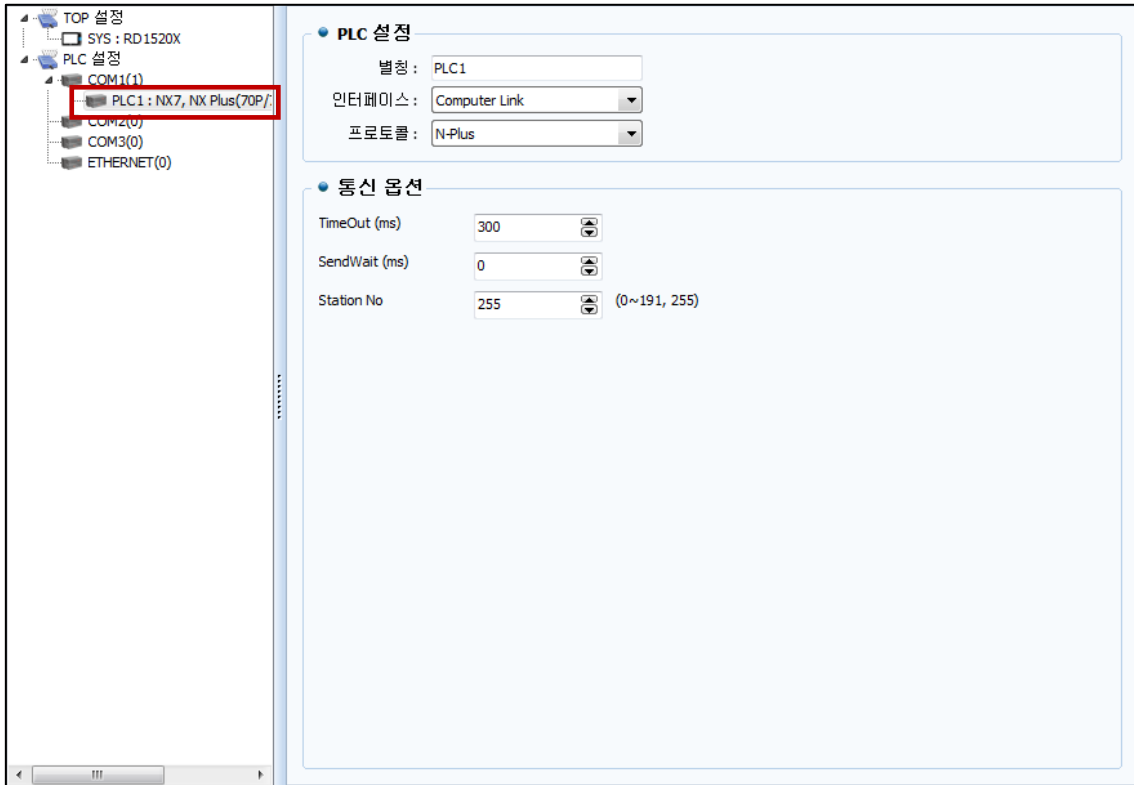 TOP 설정
SYS : RD1520X
PLC 설정
COM1(1)
PLC1 : NX7, NX Plus(70P/
COM2(0)
COM3(0)
ETHERNET(0)
PLC 설정
별칭 : PLC1
인터페이스 : Computer Link
프로토콜 : N-Plus
통신 옵션
TimeOut (ms) 300
SendWait (ms) 0
Station No 255 (0~191, 255)